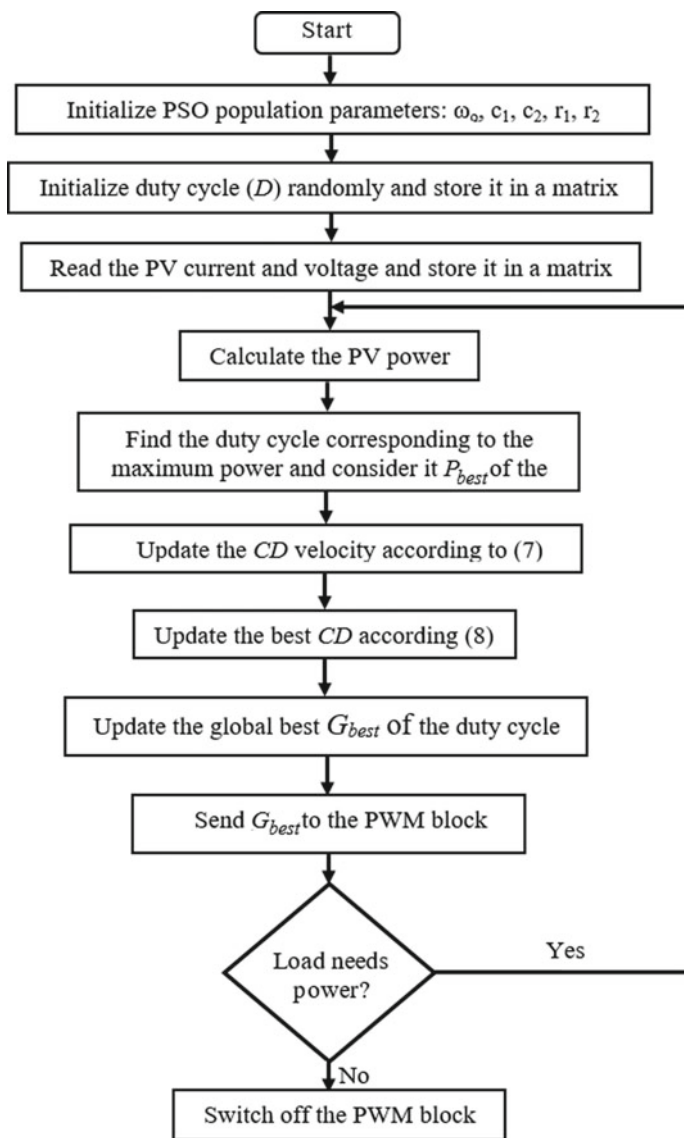 Start
Initialize PSO population parameters: ωₒ, c₁, c₂, r₁, r₂
Initialize duty cycle (D) randomly and store it in a matrix
Read the PV current and voltage and store it in a matrix
Calculate the PV power
Find the duty cycle corresponding to the
maximum power and consider it P_best of the
Update the CD velocity according to (7)
Update the best CD according (8)
Update the global best G_best of the duty cycle
Send G_best to the PWM block
Load needs
power?
Yes
No
Switch off the PWM block